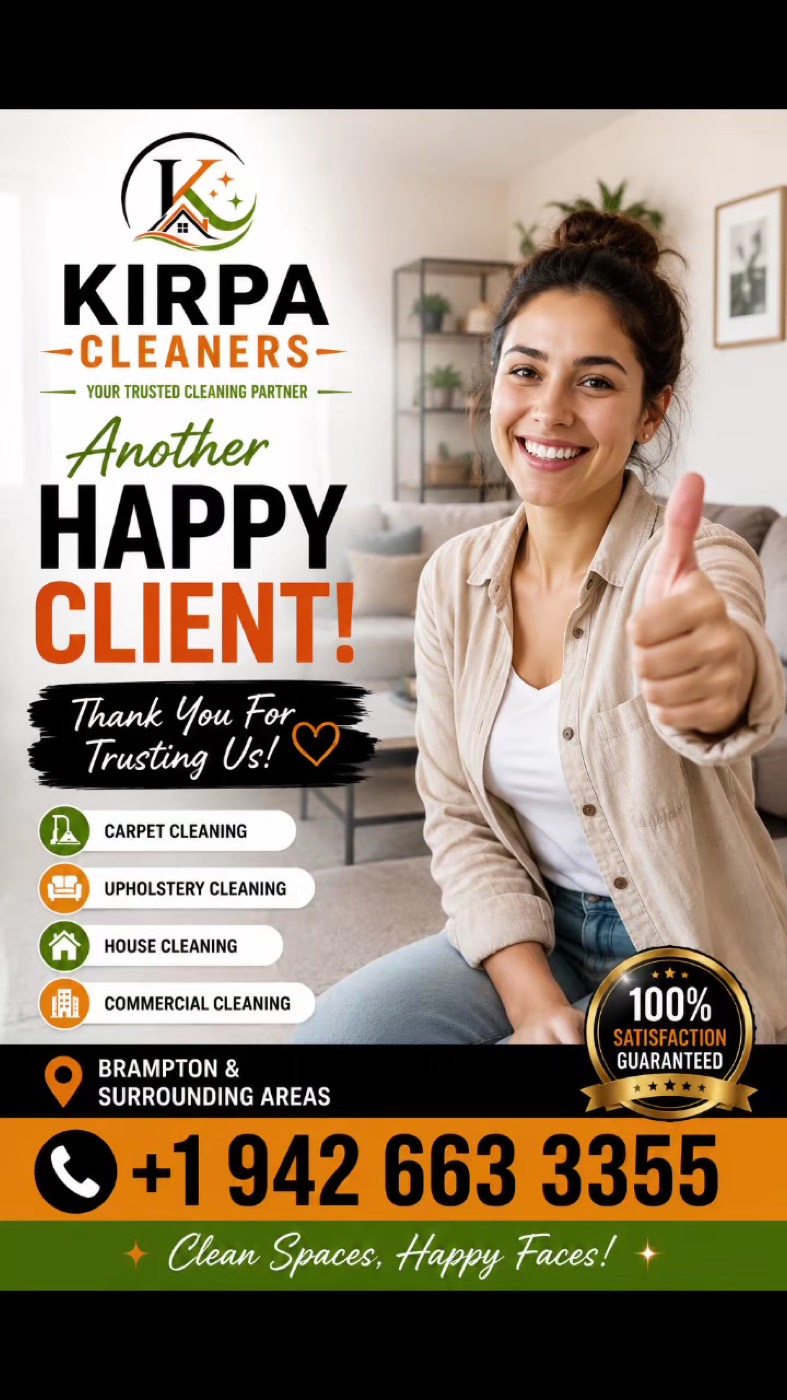 K
KIRPA
CLEANERS
YOUR TRUSTED CLEANING PARTNER
Another
HAPPY
CLIENT!
Thank You For
Trusting Us!
CARPET CLEANING
UPHOLSTERY CLEANING
HOUSE CLEANING
COMMERCIAL CLEANING
100%
SATISFACTION
GUARANTEED
BRAMPTON &
SURROUNDING AREAS
+1 942 663 3355
Clean Spaces, Happy Faces!